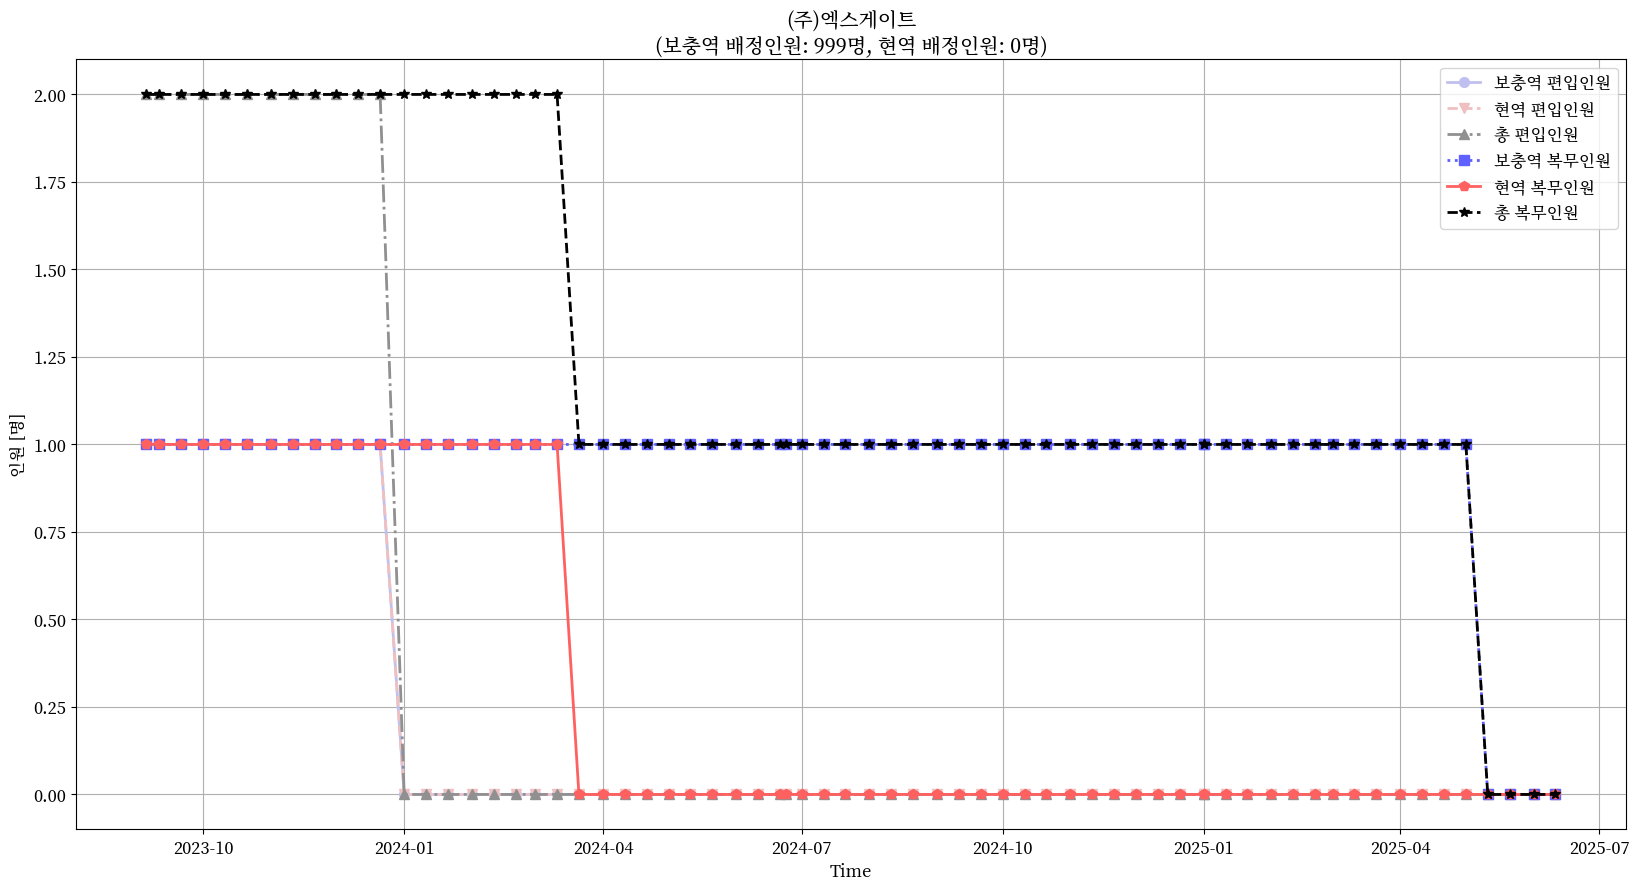 (주)엑스게이트
(보충역 배정인원: 999명, 현역 배정인원: 0명)
보충역 편입인원
현역 편입인원
총 편입인원
보충역 복무인원
현역 복무인원
총 복무인원
2.00
1.75
1.50
1.25
1.00
0.75
0.50
0.25
0.00
인원 [명]
2023-10
2024-01
2024-04
2024-07
2024-10
2025-01
2025-04
2025-07
Time